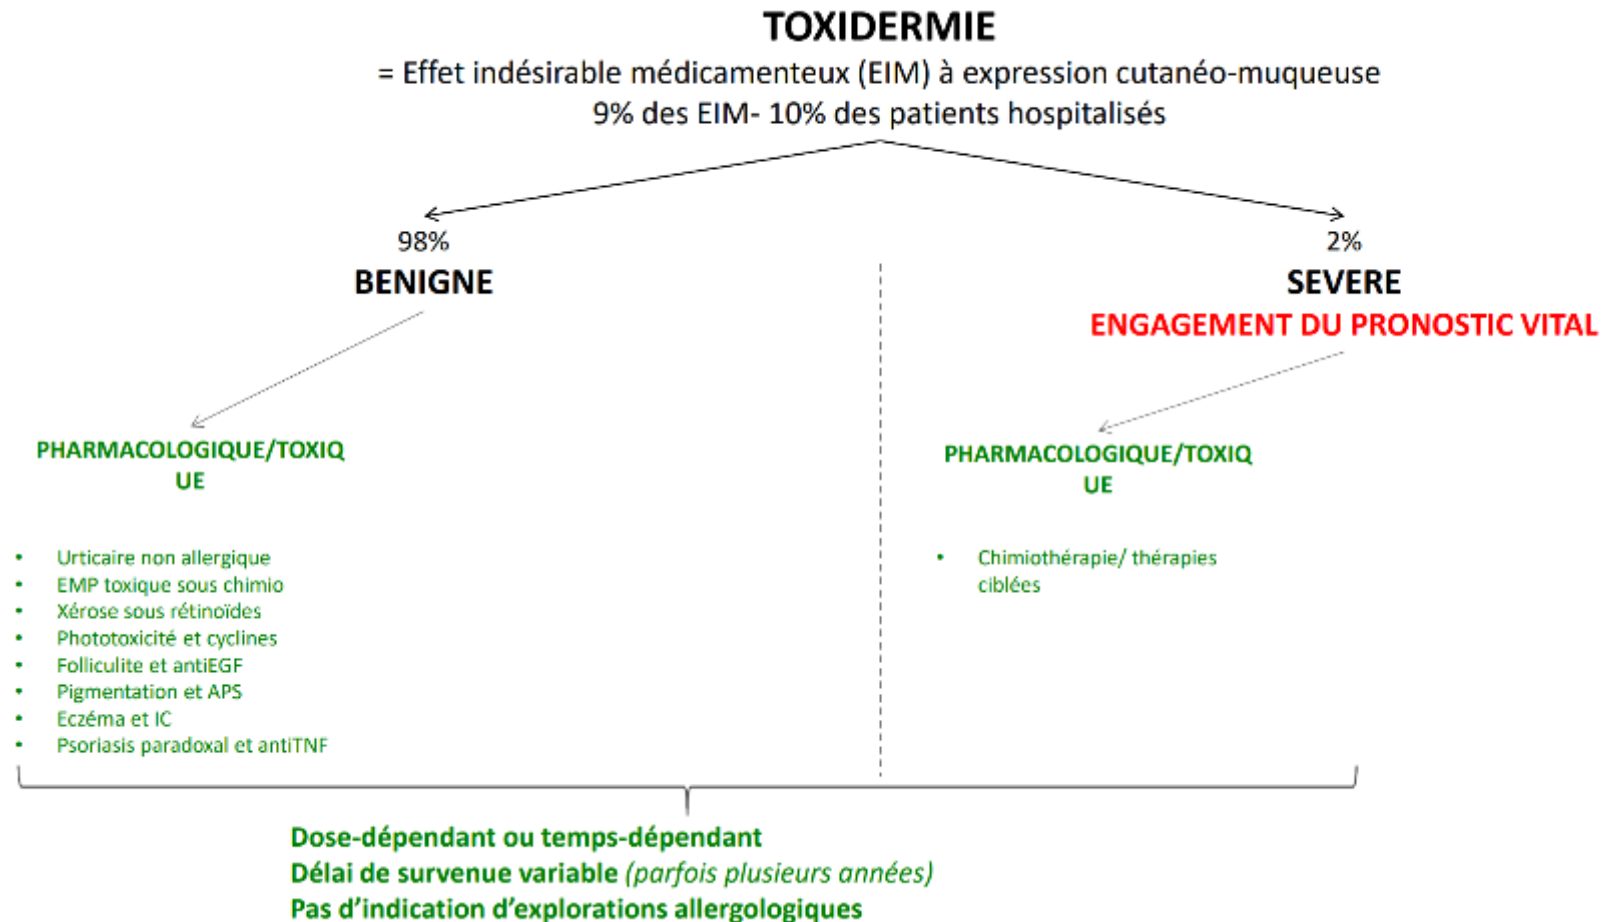 TOXIDERMIE
= Effet indésirable médicamenteux (EIM) à expression cutanéo-muqueuse
9% des EIM- 10% des patients hospitalisés
98%
BENIGNE
2%
SEVERE
ENGAGEMENT DU PRONOSTIC VITAL
PHARMACOLOGIQUE/TOXIQ
UE
• Urticaire non allergique
• EMP toxique sous chimio
• Xérose sous rétinoïdes
• Phototoxicité et cyclines
• Folliculite et antiEGF
• Pigmentation et APS
• Eczéma et IC
• Psoriasis paradoxal et antiTNF
PHARMACOLOGIQUE/TOXIQ
UE
• Chimiothérapie/ thérapies
ciblées
Dose-dépendant ou temps-dépendant
Délai de survenue variable (parfois plusieurs années)
Pas d'indication d'explorations allergologiques